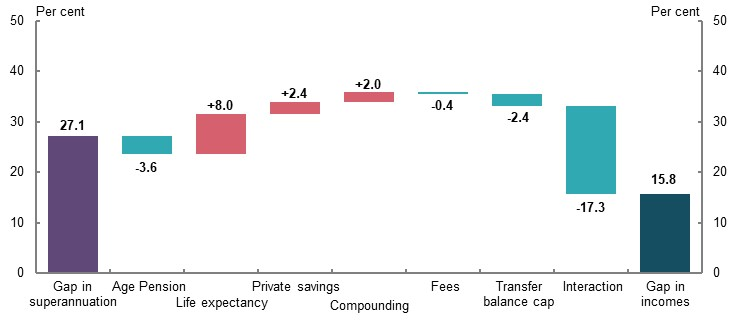 Per cent
Per cent
50
50
40
40
30
30
20
20
10
10
0
0
27.1
-3.6
+8.0
+2.4
+2.0
-0.4
-2.4
-17.3
15.8
Gap in
superannuation
Age Pension
Life expectancy
Private savings
Compounding
Fees
Transfer
balance cap
Interaction
Gap in
incomes